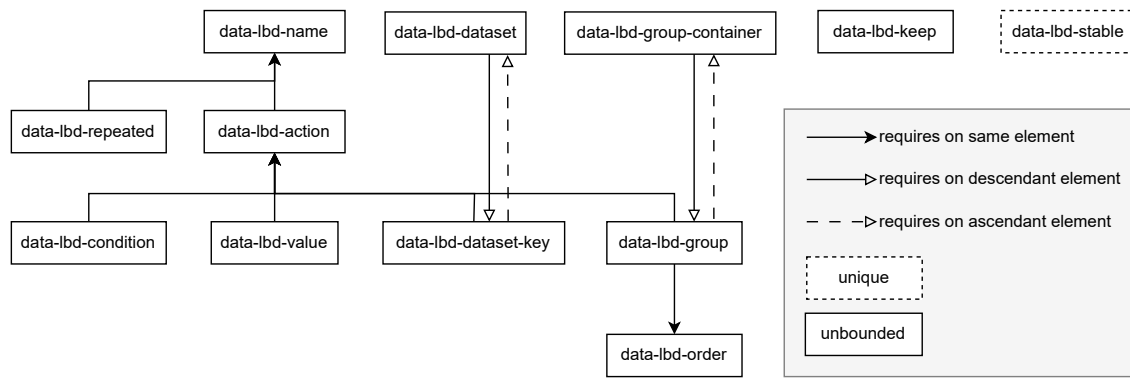 data-lbd-name
data-lbd-dataset
data-lbd-group-container
data-lbd-keep
data-lbd-stable
data-lbd-repeated
data-lbd-action
requires on same element
requires on descendant element
requires on ascendant element
data-lbd-condition
data-lbd-value
data-lbd-dataset-key
data-lbd-group
unique
unbounded
data-lbd-order